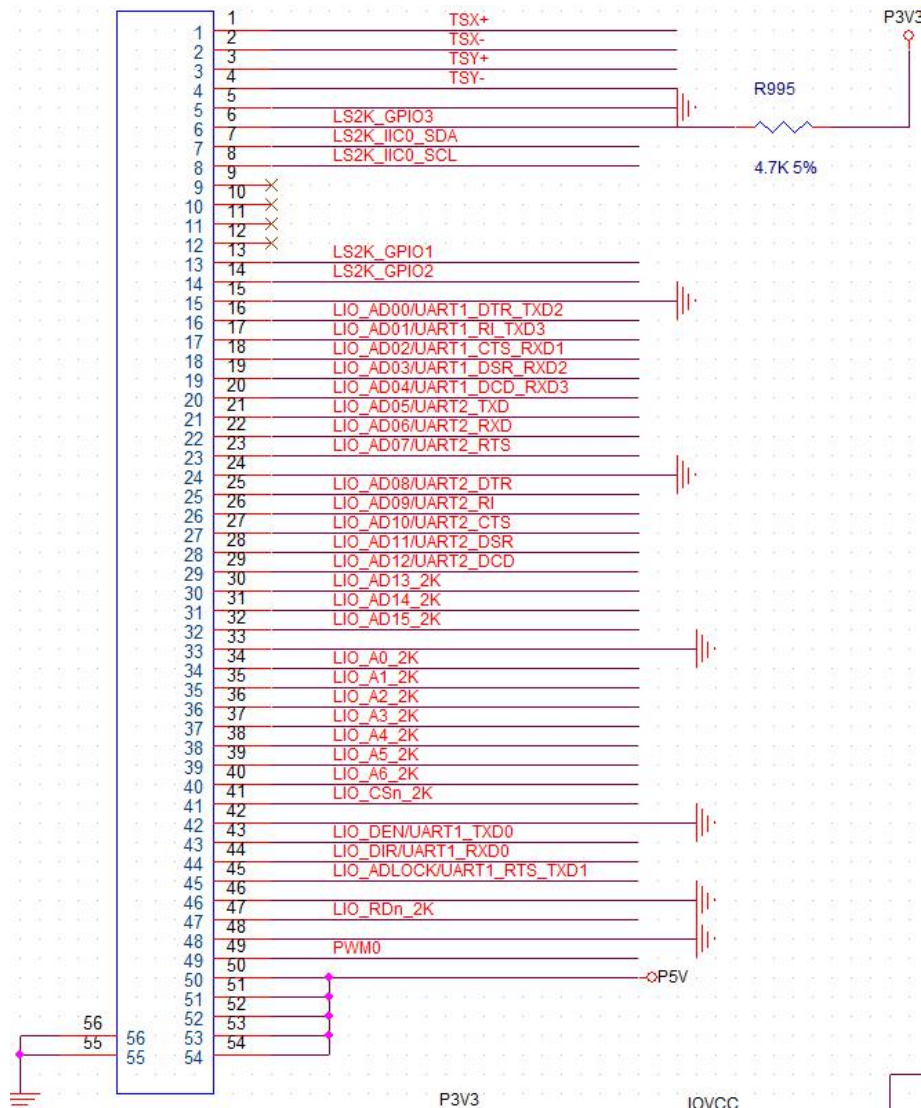 P3V3
1 1 TSX+
2 2 TSX-
3 3 TSY+
4 4 TSY-
5 5
R995
6 6 LS2K_GPIO3
7 7 LS2K_IIC0_SDA
8 8 LS2K_IIC0_SCL
4.7K 5%
9 9
10 10
11 11
12 12
13 13 LS2K_GPIO1
14 14 LS2K_GPIO2
15 15
16 16 LIO_AD00/UART1_DTR_TXD2
17 17 LIO_AD01/UART1_RI_TXD3
18 18 LIO_AD02/UART1_CTS_RXD1
19 19 LIO_AD03/UART1_DSR_RXD2
20 20 LIO_AD04/UART1_DCD_RXD3
21 21 LIO_AD05/UART2_TXD
22 22 LIO_AD06/UART2_RXD
23 23 LIO_AD07/UART2_RTS
24 24
25 25 LIO_AD08/UART2_DTR
26 26 LIO_AD09/UART2_RI
27 27 LIO_AD10/UART2_CTS
28 28 LIO_AD11/UART2_DSR
29 29 LIO_AD12/UART2_DCD
30 30 LIO_AD13_2K
31 31 LIO_AD14_2K
32 32 LIO_AD15_2K
33 33
34 34 LIO_A0_2K
35 35 LIO_A1_2K
36 36 LIO_A2_2K
37 37 LIO_A3_2K
38 38 LIO_A4_2K
39 39 LIO_A5_2K
40 40 LIO_A6_2K
41 41 LIO_CSn_2K
42 42
43 43 LIO_DEN/UART1_TXD0
44 44 LIO_DIR/UART1_RXD0
45 45 LIO_ADLOCK/UART1_RTS_TXD1
46 46
47 47 LIO_RDn_2K
48 48
49 49 PWM0
50 50 P5V
51 51
52 52
56 56 53 53
55 55 54 54
P3V3 IOVCC